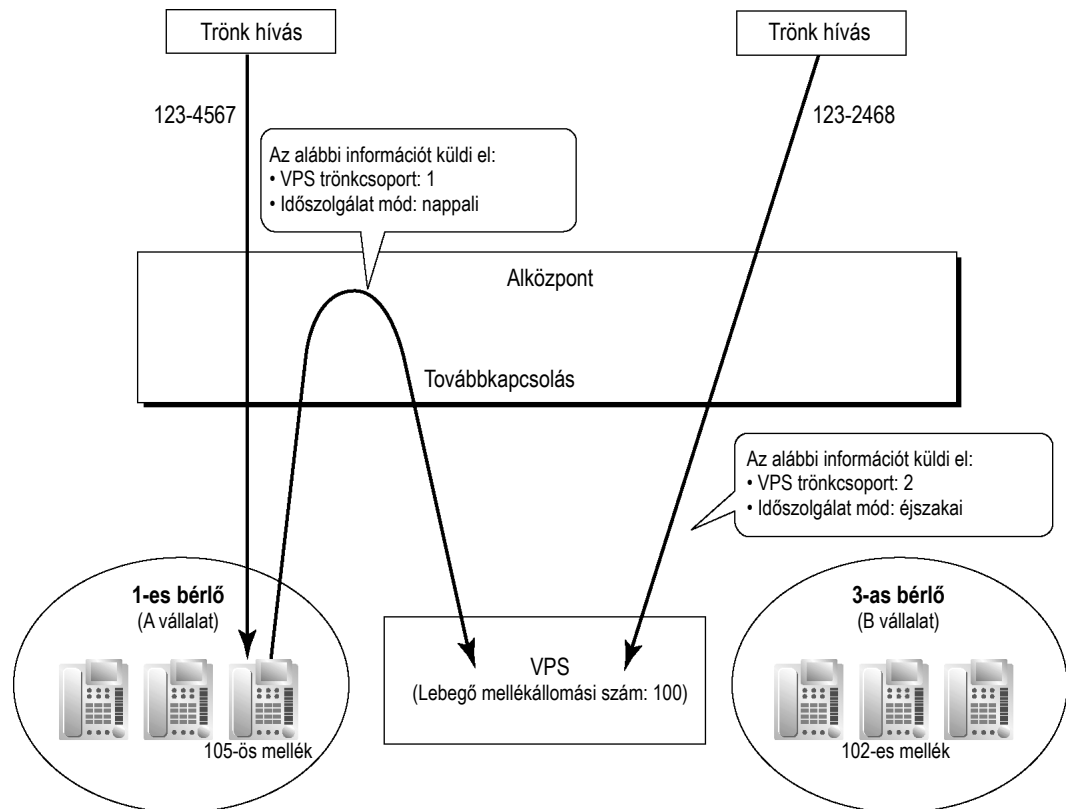 Trönk hívás
Trönk hívás
123-4567
123-2468
Az alábbi információt küldi el:
• VPS trönkcsoport: 1
• Időszolgálat mód: nappali
Alközpont
Továbbkapcsolás
Az alábbi információt küldi el:
• VPS trönkcsoport: 2
• Időszolgálat mód: éjszakai
1-es bérlő
(A vállalat)
105-ös mellék
VPS
(Lebegő mellékállomási szám: 100)
3-as bérlő
(B vállalat)
102-es mellék